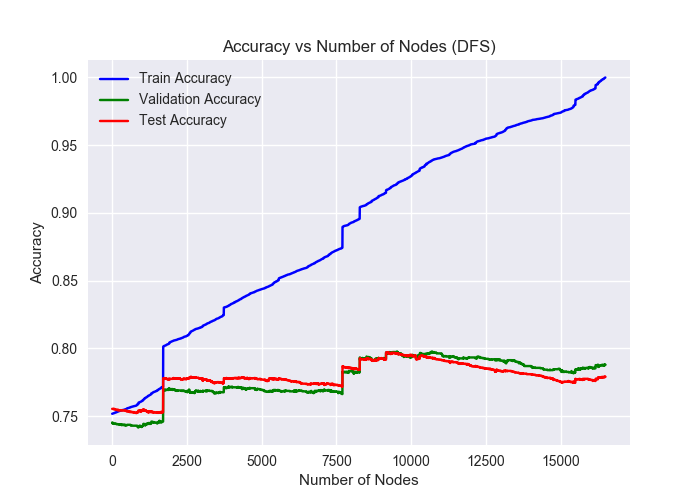 Accuracy vs Number of Nodes (DFS)
Train Accuracy
Validation Accuracy
Test Accuracy
1.00
0.95
0.90
0.85
0.80
0.75
Accuracy
0 2500 5000 7500 10000 12500 15000
Number of Nodes